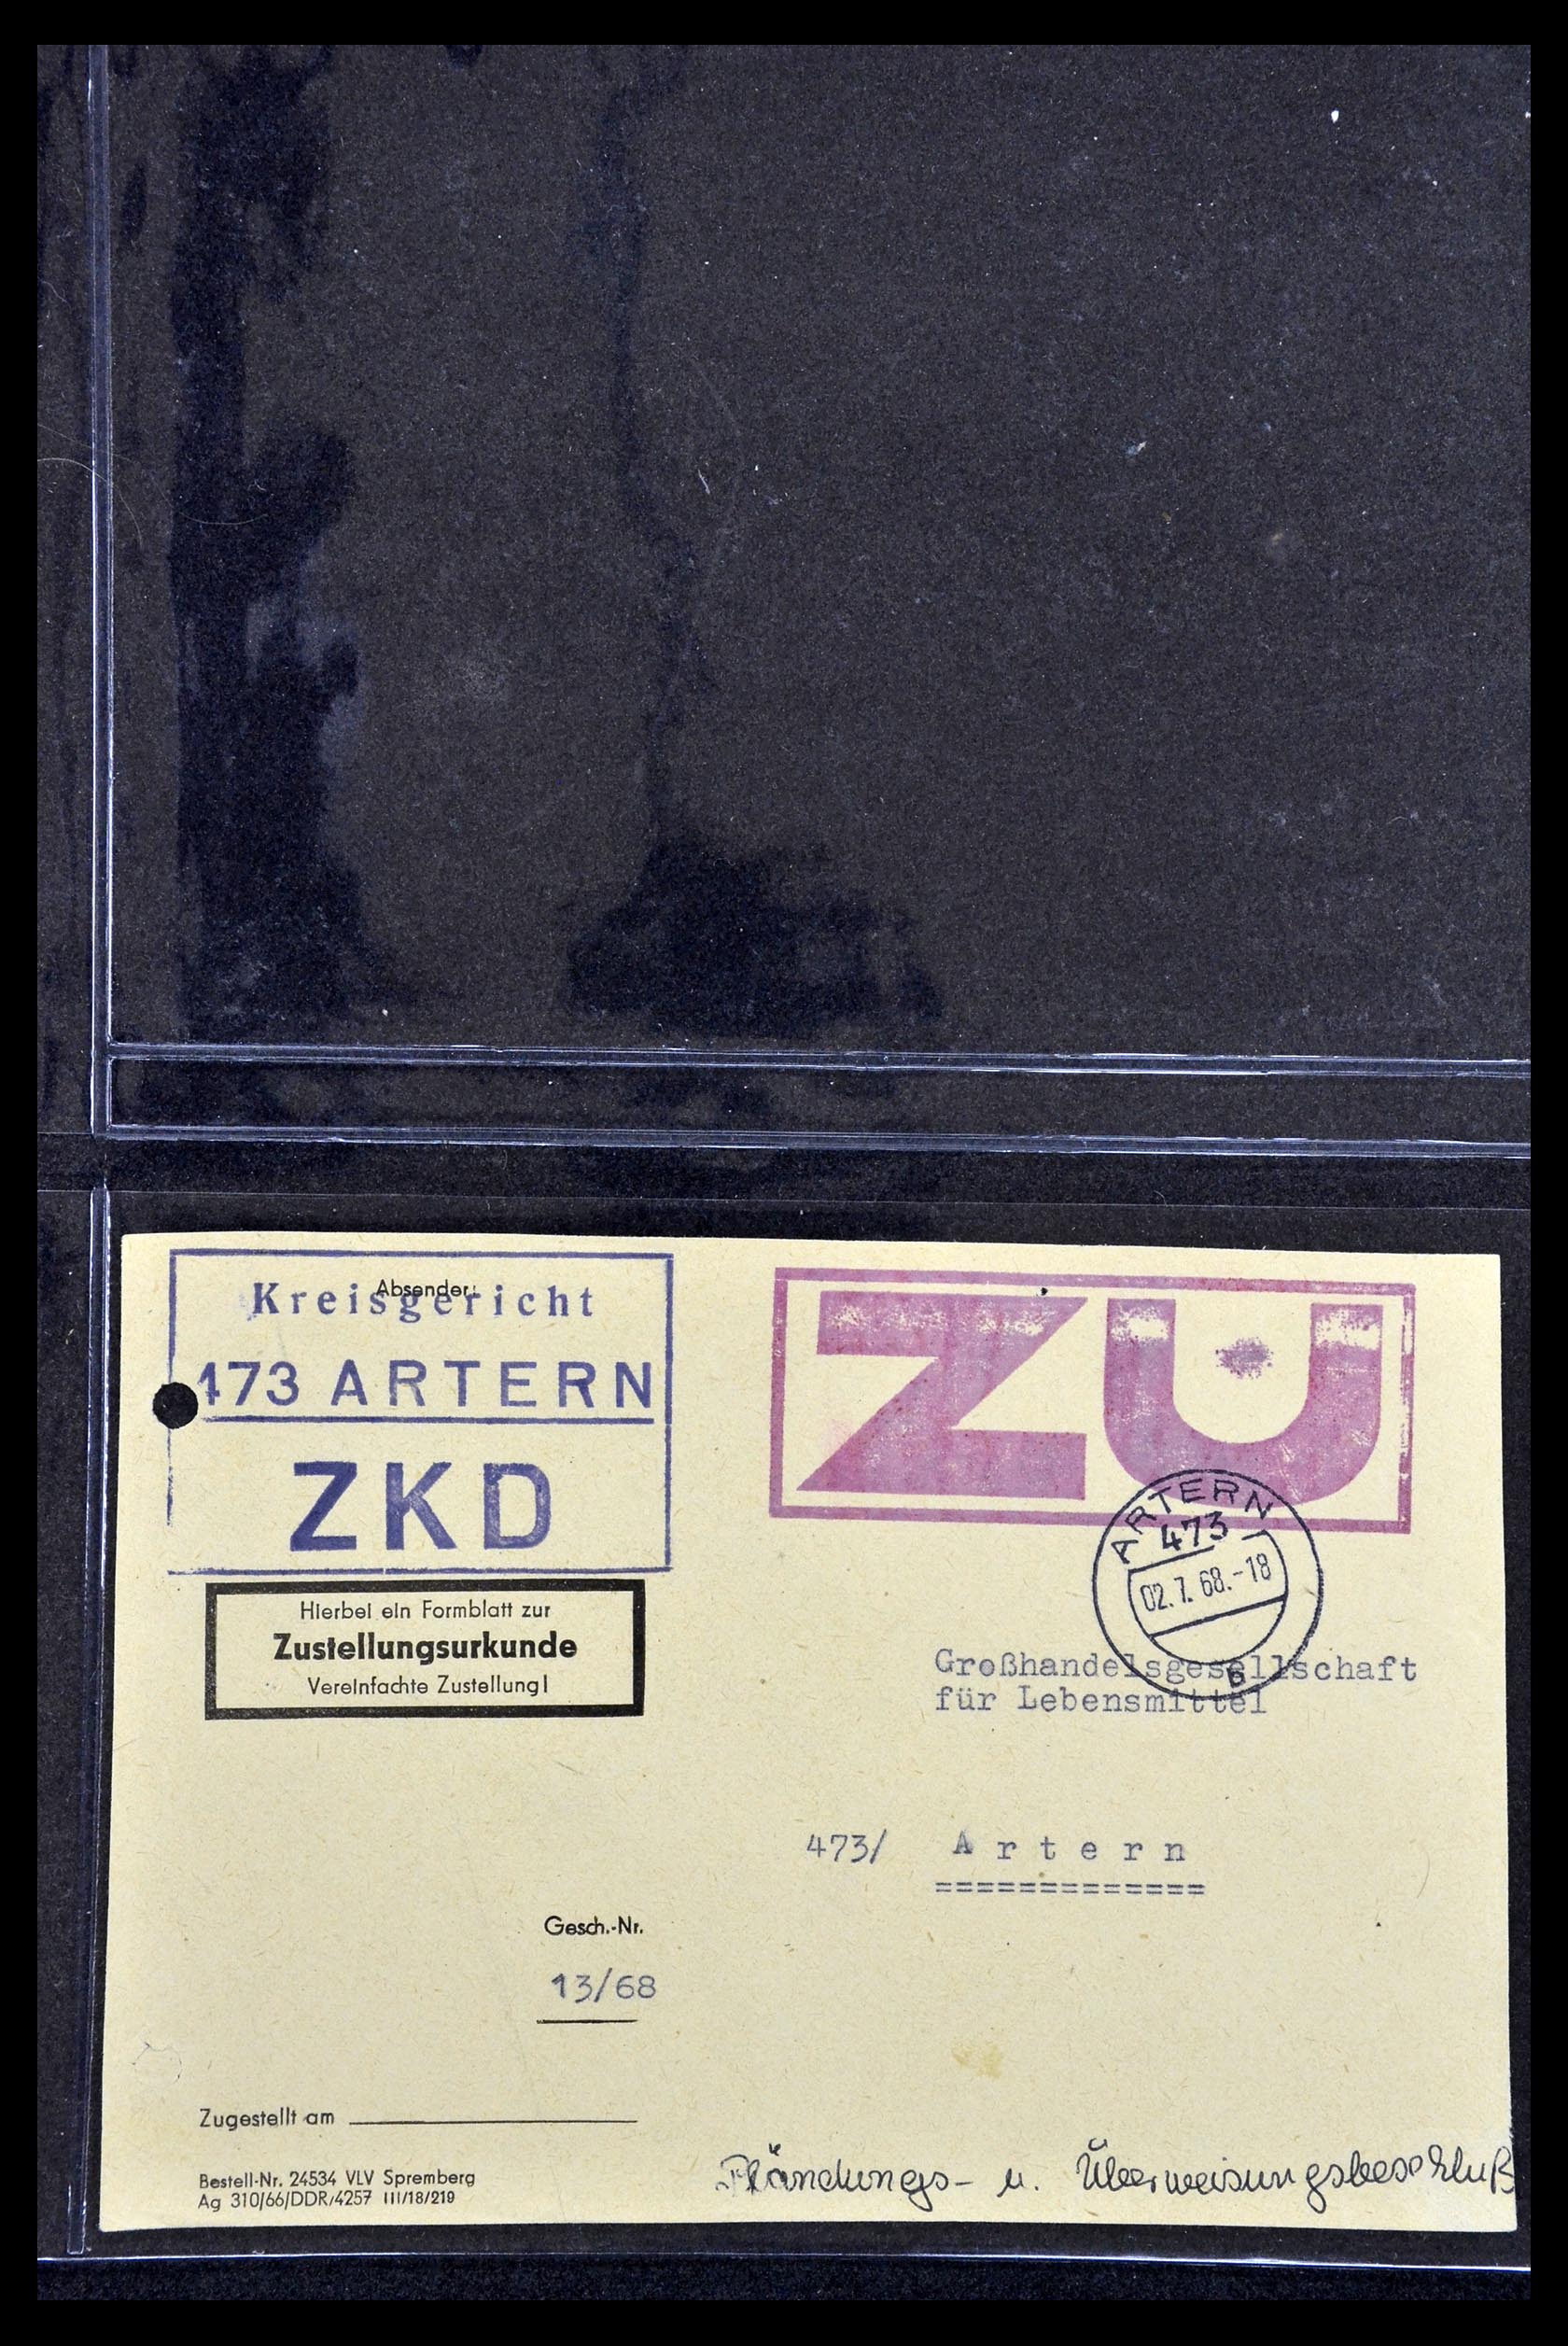 Absender:
Kreisgericht
473 ARTERN
ZKD
ZU
ARTERN
473
02.7.68.-18
b
Hierbei ein Formblatt zur
Zustellungsurkunde
Vereinfachte Zustellung!
Großhandelsgesellschaft
für Lebensmittel
473/ Artern
=============
Gesch.-Nr.
13/68
Zugestellt am
Bestell-Nr. 24534 VLV Spremberg
Ag 310/66/DDR/4257 III/18/219
Pfändungs- u. Überweisungsbeschluß